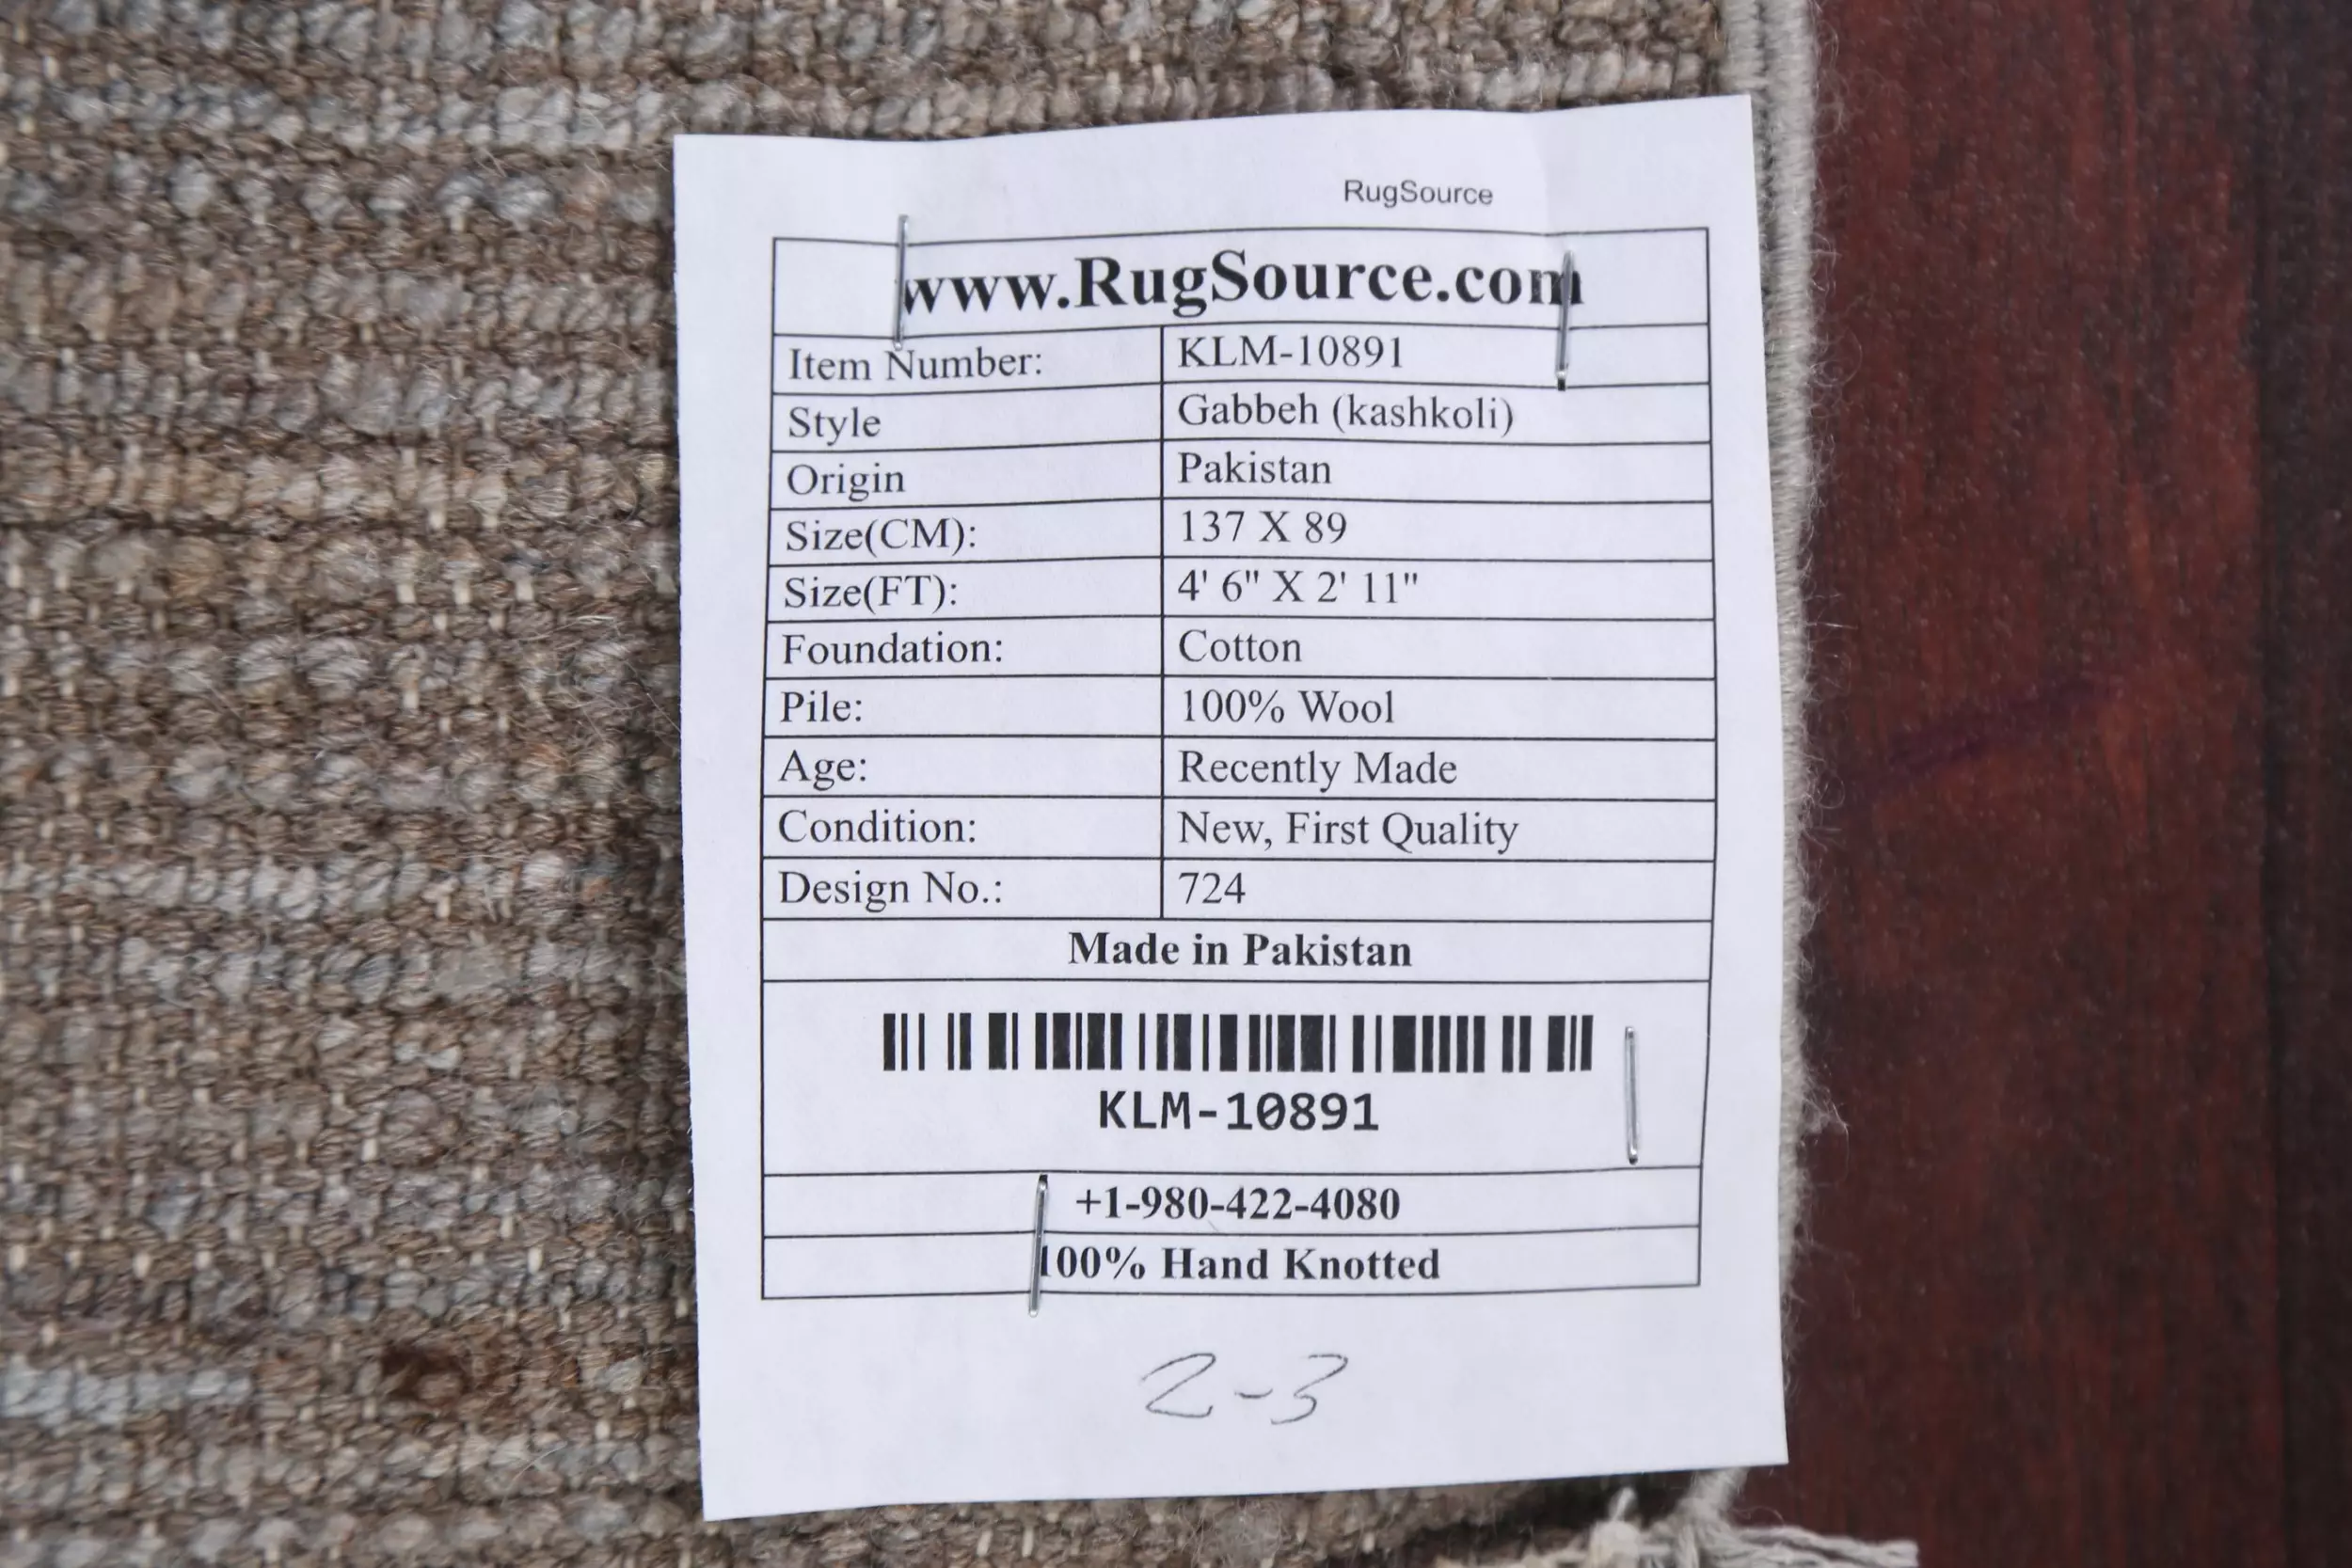 RugSource
www.RugSource.com
Item Number: KLM-10891
Style Gabbeh (kashkoli)
Origin Pakistan
Size(CM): 137 X 89
Size(FT): 4' 6" X 2' 11"
Foundation: Cotton
Pile: 100% Wool
Age: Recently Made
Condition: New, First Quality
Design No.: 724
Made in Pakistan
KLM-10891
+1-980-422-4080
100% Hand Knotted
2-3